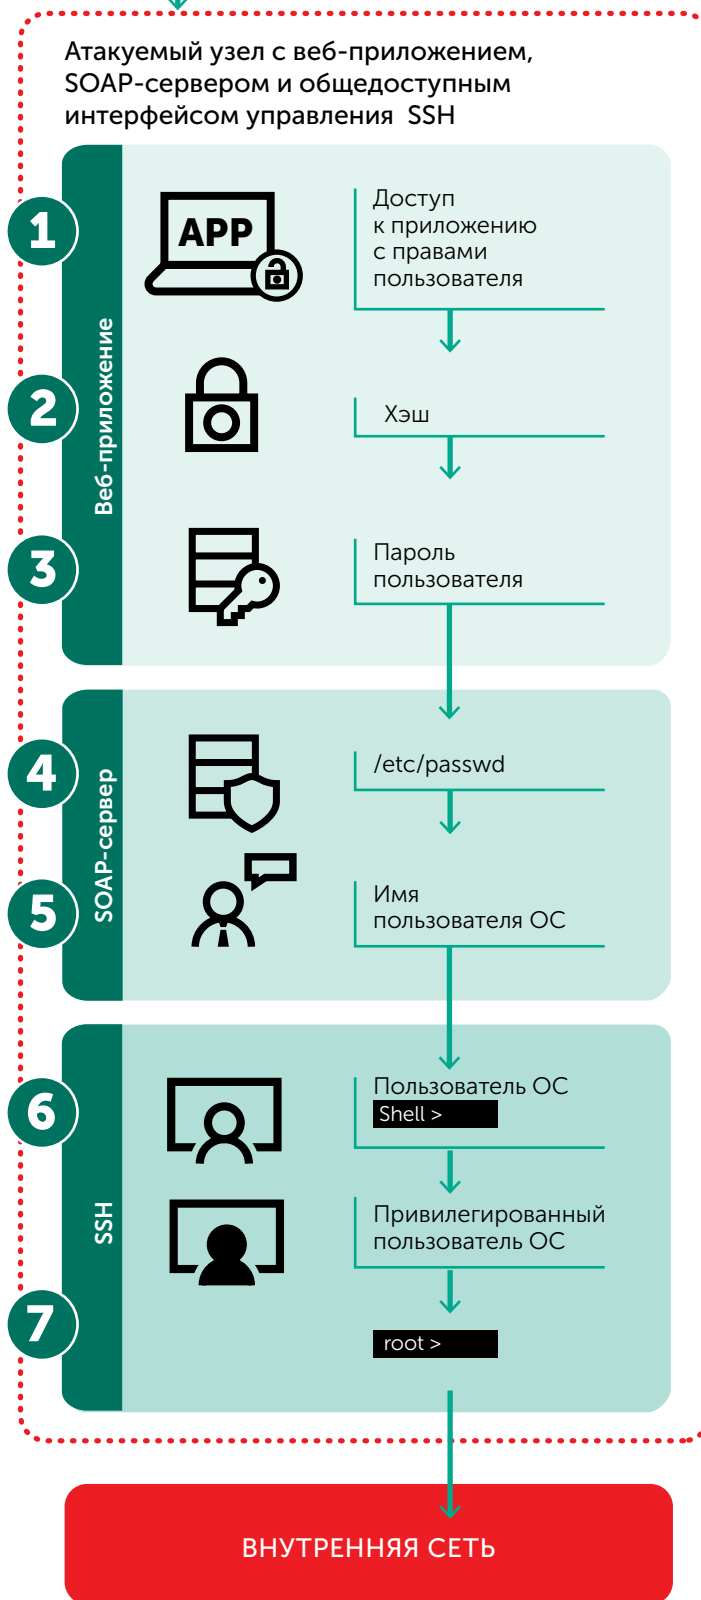 Атакуемый узел с веб-приложением,
SOAP-сервером и общедоступным
интерфейсом управления SSH
Веб-приложение
1
APP
Доступ
к приложению
с правами
пользователя
2
Хэш
3
Пароль
пользователя
SOAP-сервер
4
/etc/passwd
5
Имя
пользователя ОС
SSH
6
Пользователь ОС
Shell >
Привилегированный
пользователь ОС
7
root >
ВНУТРЕННЯЯ СЕТЬ